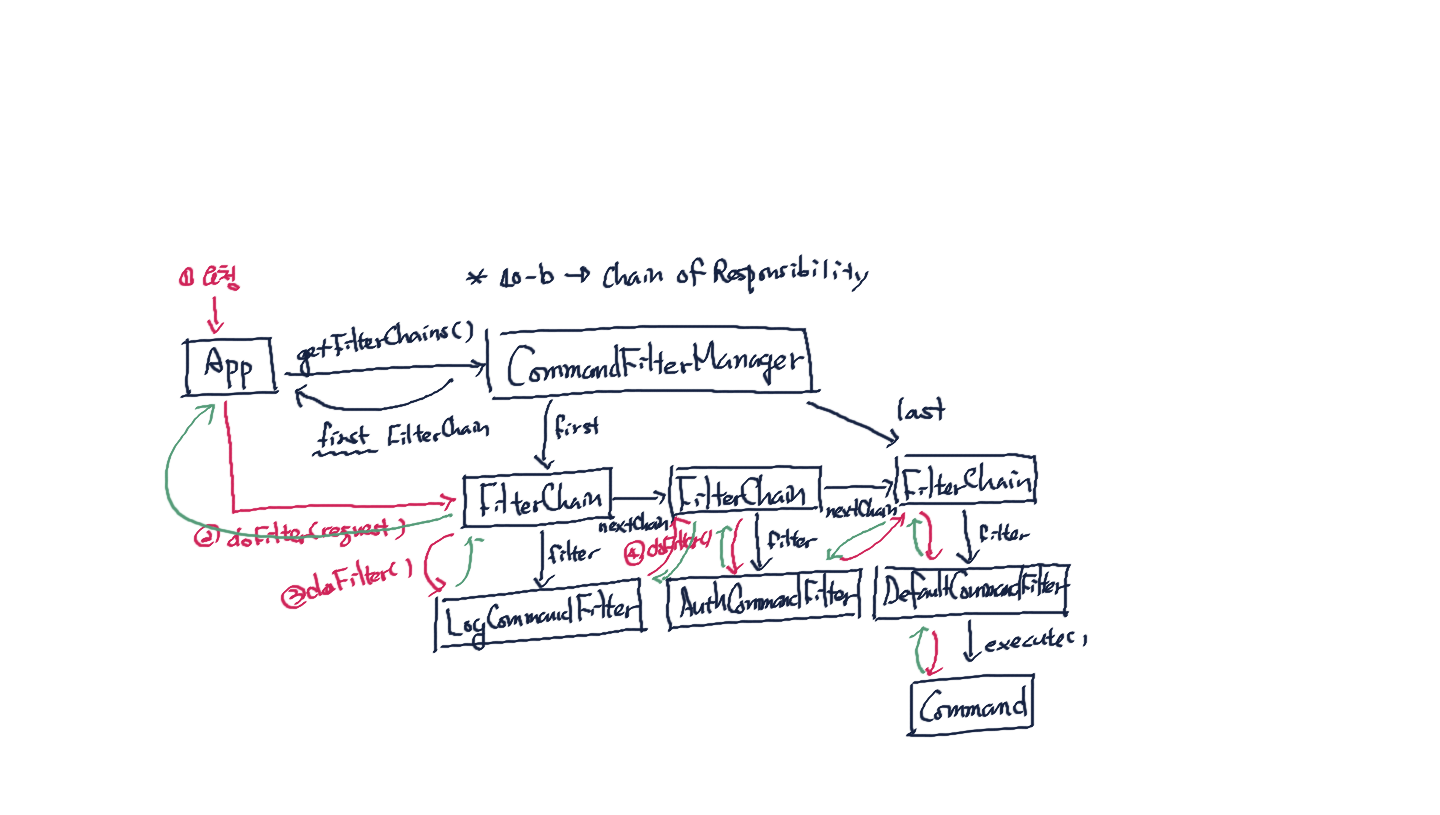 * 10-b → Chain of Responsibility
① 요청
App
getFilterChains()
CommandFilterManager
first FilterChain
first
last
FilterChain
nextChain
FilterChain
nextChain
FilterChain
② doFilter(request)
③ doFilter()
filter
④ doFilter()
filter
filter
LogCommandFilter
AuthCommandFilter
DefaultCommandFilter
execute()
Command